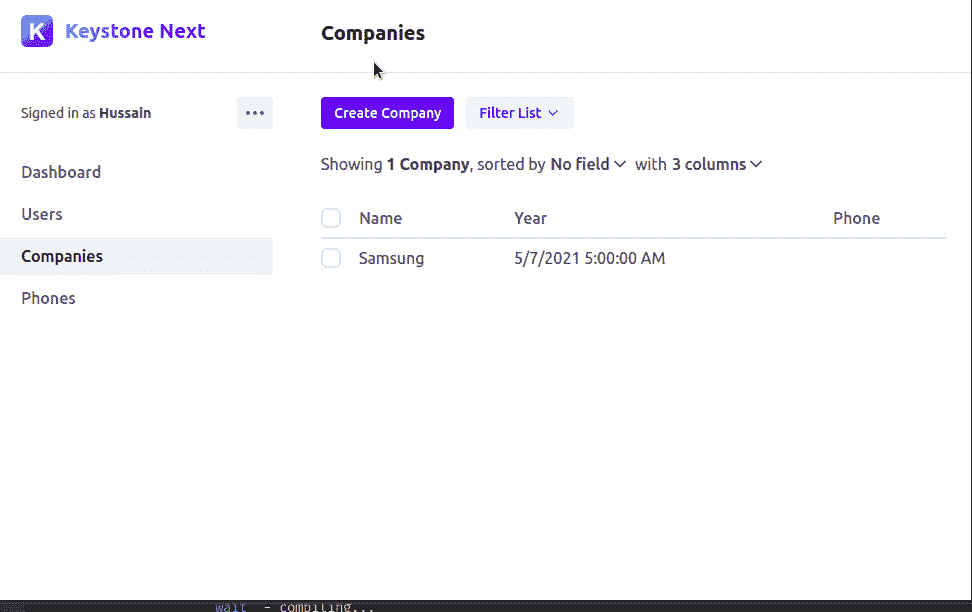 K Keystone Next
Companies
Signed in as Hussain
Create Company
Filter List
Showing 1 Company, sorted by No field with 3 columns
Dashboard
Users
Companies
Phones
Name Year Phone
Samsung 5/7/2021 5:00:00 AM
wait - compiling...